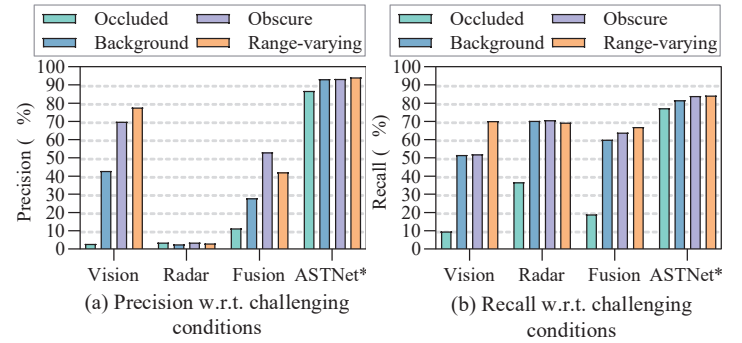 Occluded Obscure
Background Range-varying
100
90
80
70
60
50
40
30
20
10
0
Precision ( %)
Vision Radar Fusion ASTNet*
(a) Precision w.r.t. challenging
conditions
Occluded Obscure
Background Range-varying
100
90
80
70
60
50
40
30
20
10
0
Recall ( %)
Vision Radar Fusion ASTNet*
(b) Recall w.r.t. challenging
conditions